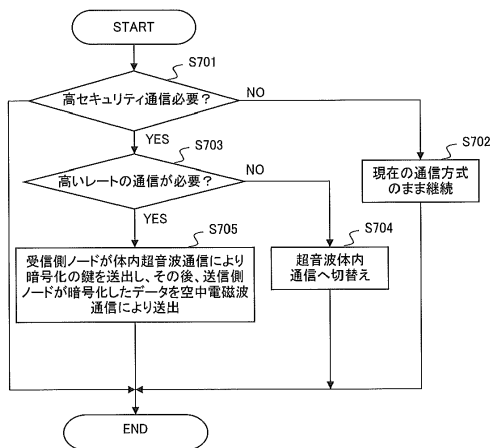 START
S701
高セキュリティ通信必要？
NO
YES
S703
S702
高いレートの通信が必要？
NO
現在の通信方式
のまま継続
YES
S705
S704
受信側ノードが体内超音波通信により
暗号化の鍵を送出し、その後、送信側
ノードが暗号化したデータを空中電磁波
通信により送出
超音波体内
通信へ切替え
END